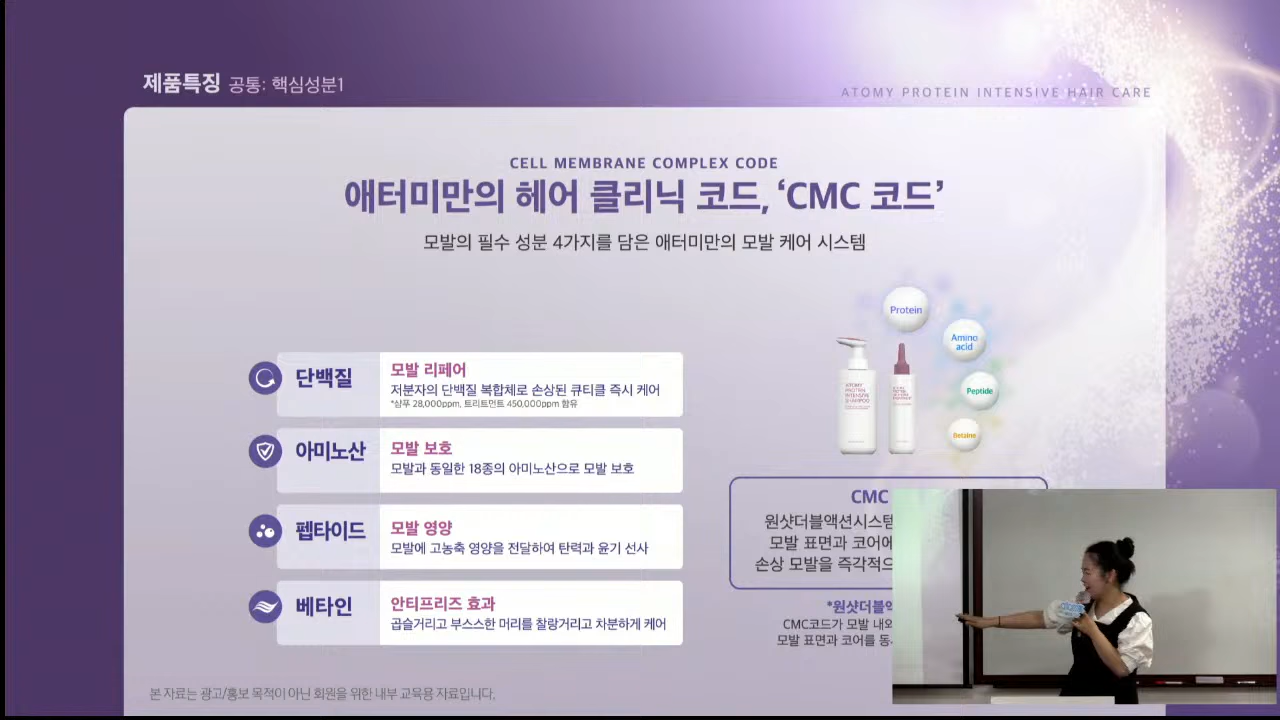 제품특징 공통: 핵심성분1
ATOMY PROTEIN INTENSIVE HAIR CARE
CELL MEMBRANE COMPLEX CODE
애터미만의 헤어 클리닉 코드, ‘CMC 코드’
모발의 필수 성분 4가지를 담은 애터미만의 모발 케어 시스템
단백질
모발 리페어
저분자의 단백질 복합체로 손상된 큐티클 즉시 케어
*샴푸 28,000ppm, 트리트먼트 450,000ppm 함유
아미노산
모발 보호
모발과 동일한 18종의 아미노산으로 모발 보호
펩타이드
모발 영양
모발에 고농축 영양을 전달하여 탄력과 윤기 선사
베타인
안티프리즈 효과
곱슬거리고 부스스한 머리를 찰랑거리고 차분하게 케어
Protein
Amino
acid
Peptide
Betaine
ATOMY
PROTEIN
INTENSIVE
SHAMPOO
CMC
원샷더블액션시스템
모발 표면과 코어에
손상 모발을 즉각적으
*원샷더블액
CMC코드가 모발 내외
모발 표면과 코어를 동
본 자료는 광고/홍보 목적이 아닌 회원을 위한 내부 교육용 자료입니다.